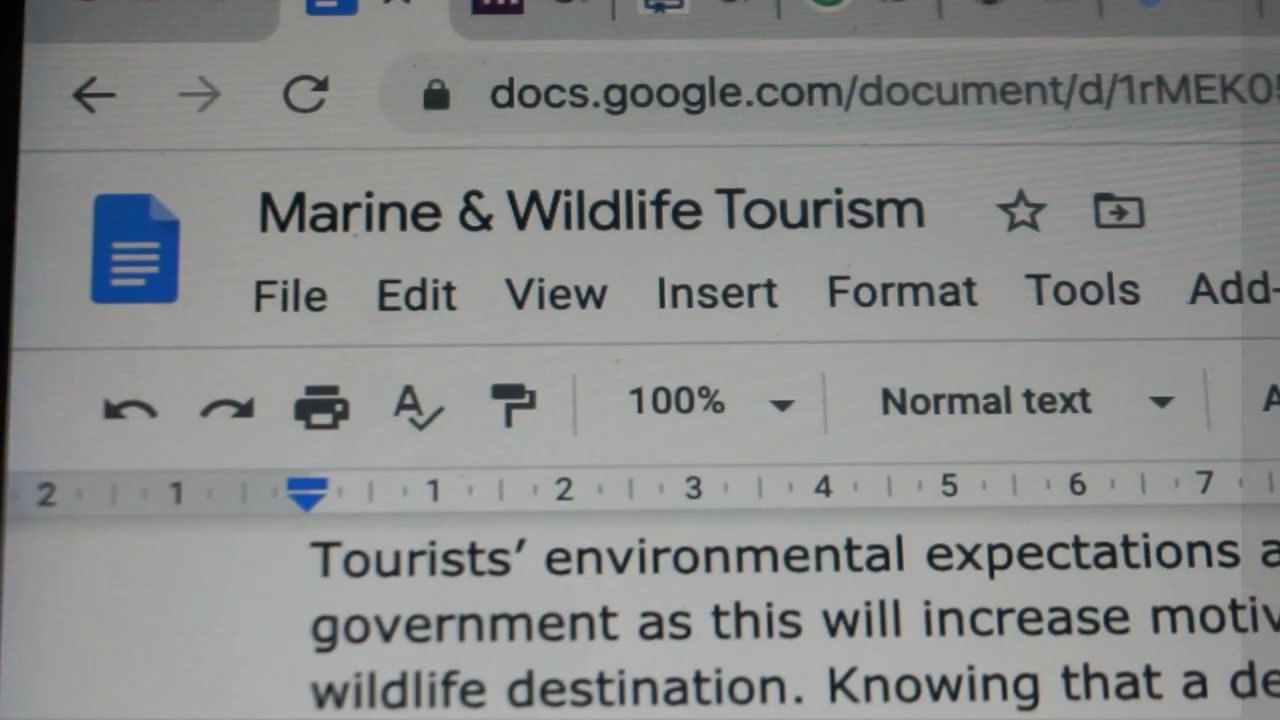 docs.google.com/document/d/1rMEK0
Marine & Wildlife Tourism
File Edit View Insert Format Tools Add-
100% Normal text
2 1 1 2 3 4 5 6 7
Tourists’ environmental expectations a
government as this will increase motiv
wildlife destination. Knowing that a de